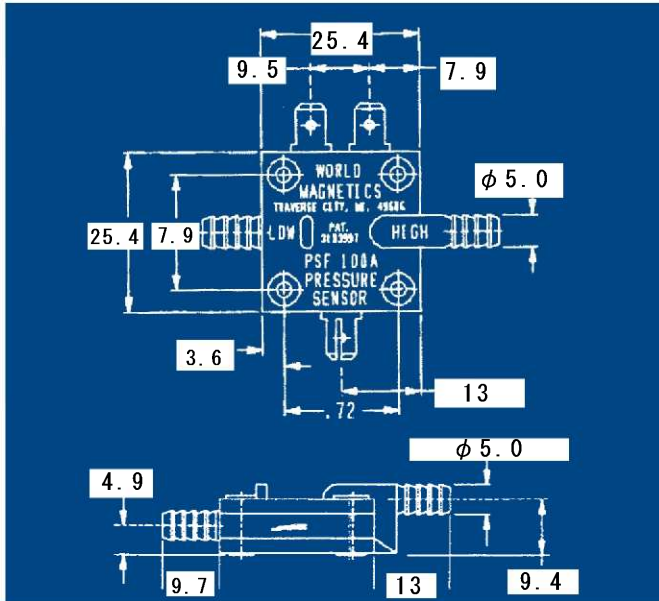 25.4
9.5
7.9
WORLD
MAGNETICS
TRAVERSE CITY, MI. 49686
φ5.0
25.4
7.9
LOW
PAT.
HIGH
PSF 100A
PRESSURE
SENSOR
3.6
13
.72
φ5.0
4.9
9.7
13
9.4